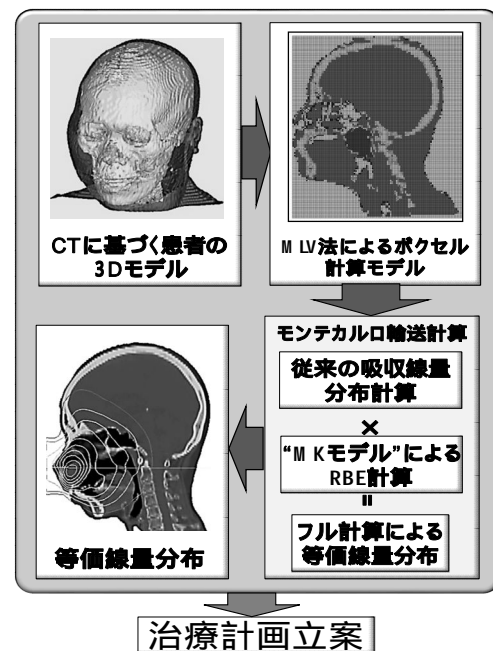 CTに基づく患者の
3Dモデル
MLV法によるボクセル
計算モデル
モンテカルロ輸送計算
従来の吸収線量
分布計算
×
“MKモデル”による
RBE計算
=
フル計算による
等価線量分布
等価線量分布
治療計画立案